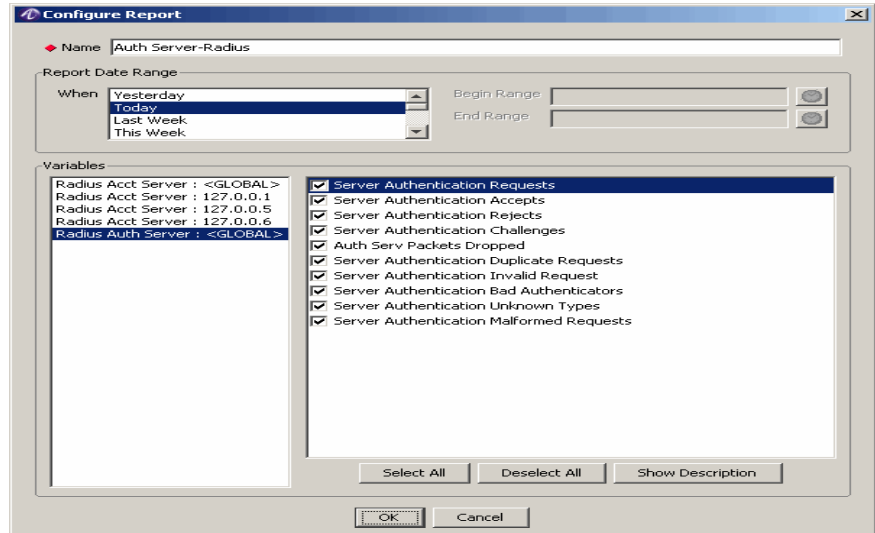 Configure Report
Name Auth Server-Radius
Report Date Range
When
Yesterday
Today
Last Week
This Week
Begin Range
End Range
Variables
Radius Acct Server : <GLOBAL>
Radius Acct Server : 127.0.0.1
Radius Acct Server : 127.0.0.5
Radius Acct Server : 127.0.0.6
Radius Auth Server : <GLOBAL>
Server Authentication Requests
Server Authentication Accepts
Server Authentication Rejects
Server Authentication Challenges
Auth Serv Packets Dropped
Server Authentication Duplicate Requests
Server Authentication Invalid Request
Server Authentication Bad Authenticators
Server Authentication Unknown Types
Server Authentication Malformed Requests
Select All Deselect All Show Description
OK Cancel